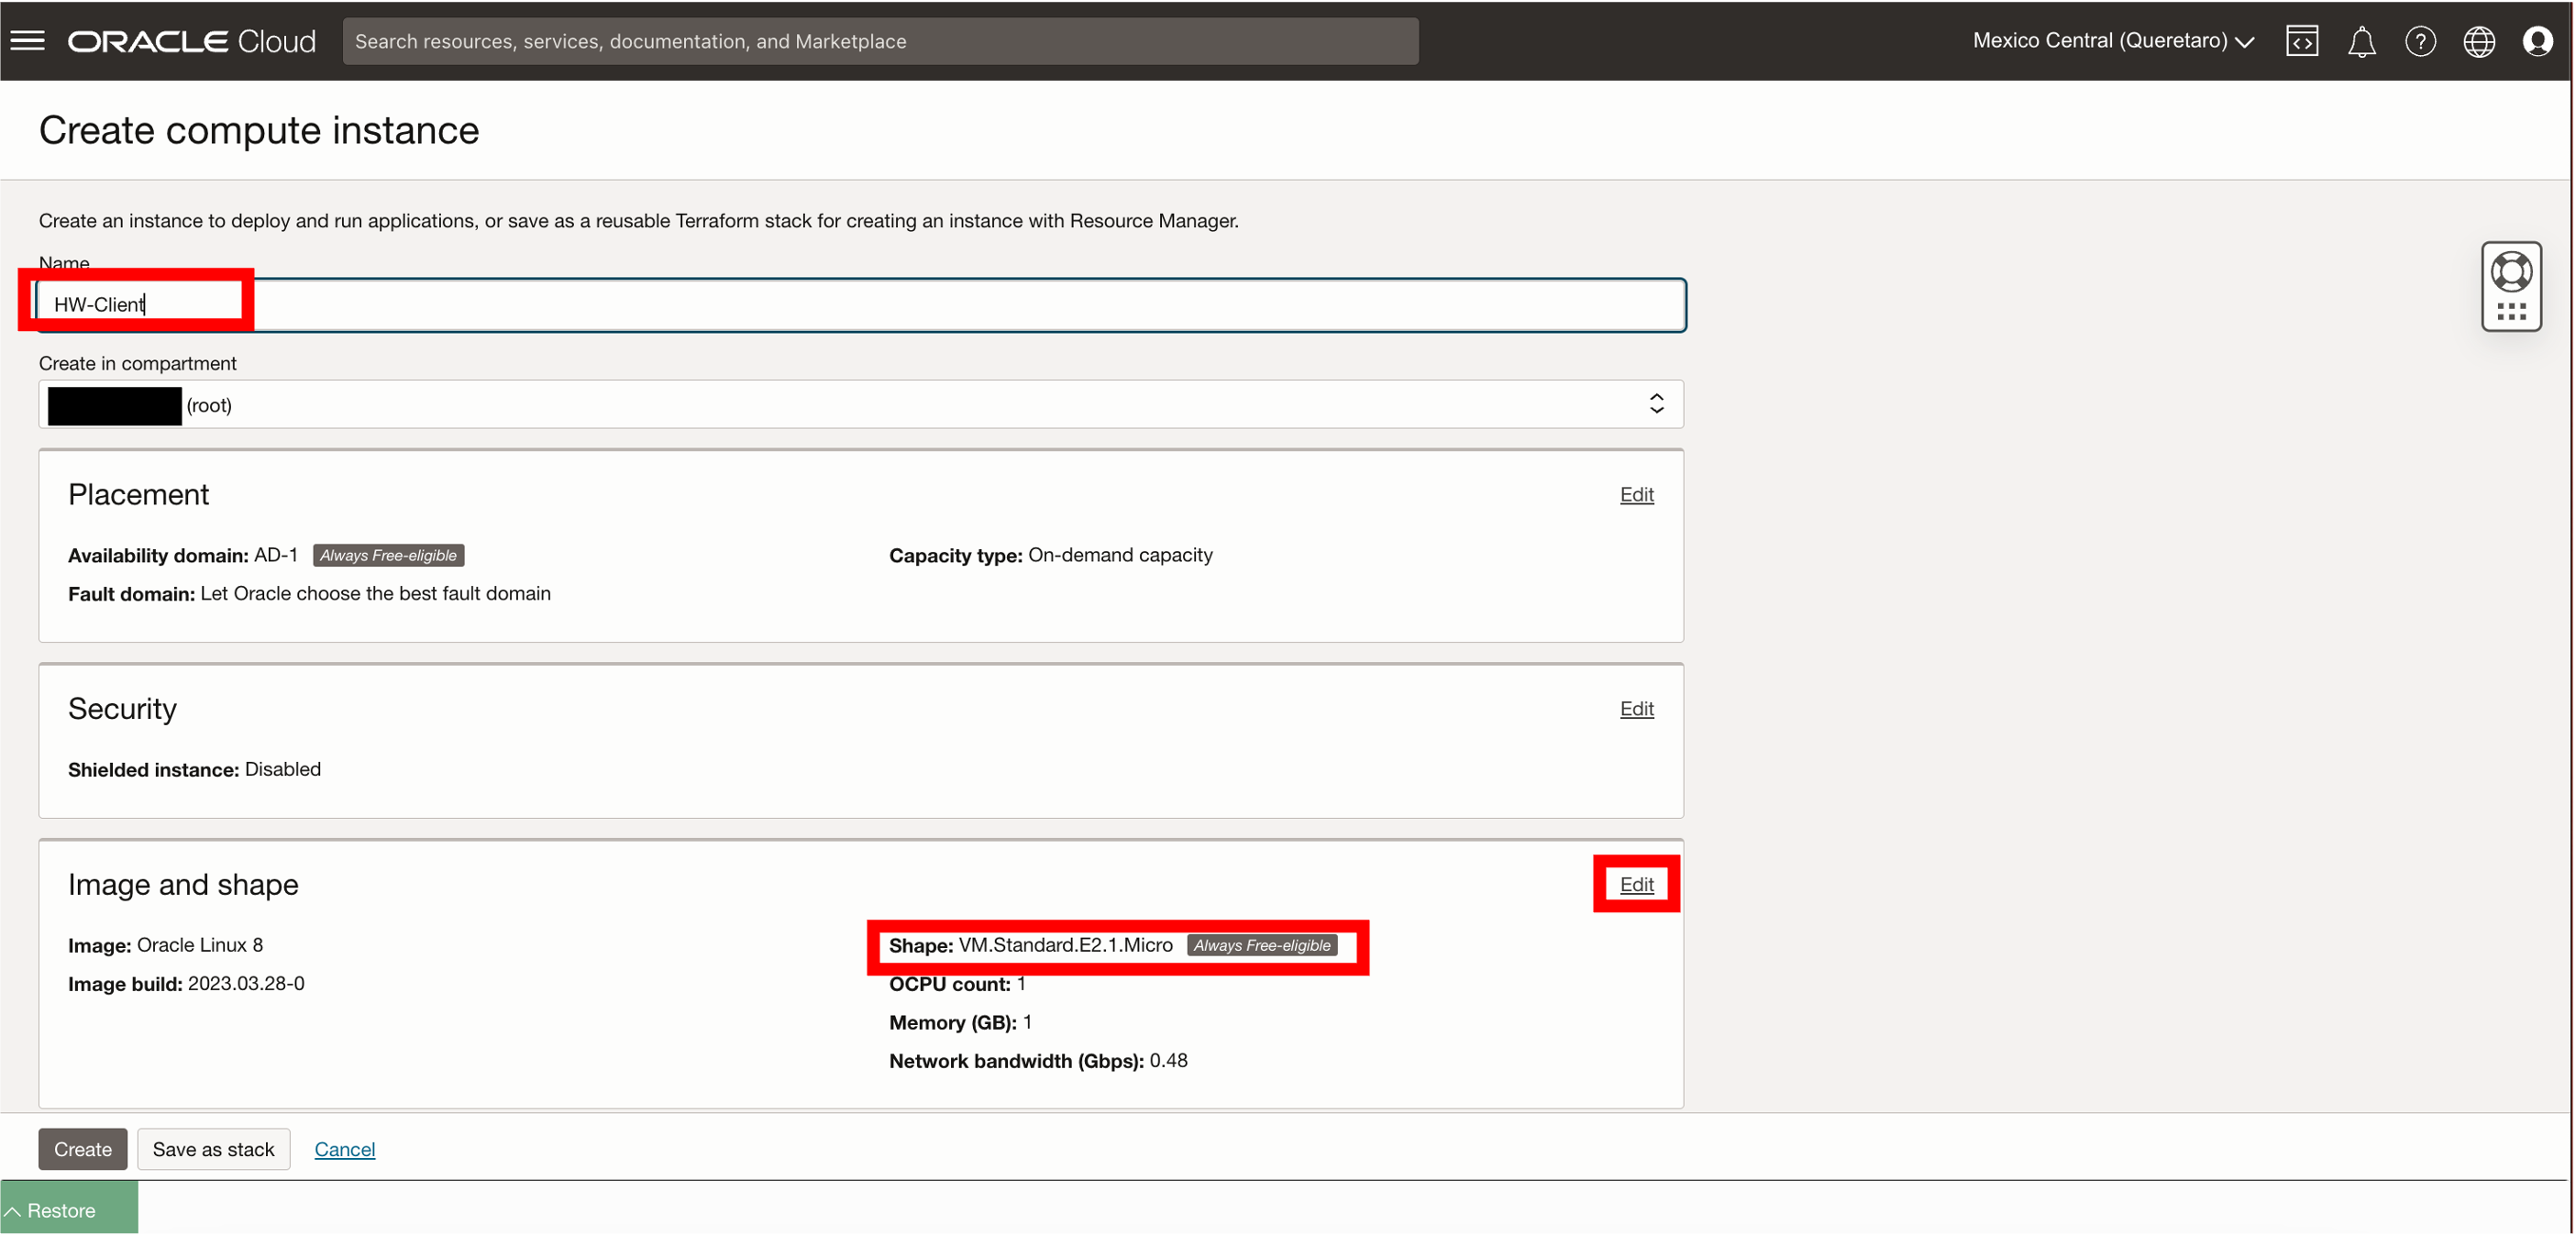 ORACLE Cloud
Search resources, services, documentation, and Marketplace
Mexico Central (Queretaro)
Create compute instance
Create an instance to deploy and run applications, or save as a reusable Terraform stack for creating an instance with Resource Manager.
Name
HW-Client
Create in compartment
(root)
Placement
Edit
Availability domain: AD-1 Always Free-eligible
Capacity type: On-demand capacity
Fault domain: Let Oracle choose the best fault domain
Security
Edit
Shielded instance: Disabled
Image and shape
Edit
Image: Oracle Linux 8
Shape: VM.Standard.E2.1.Micro Always Free-eligible
Image build: 2023.03.28-0
OCPU count: 1
Memory (GB): 1
Network bandwidth (Gbps): 0.48
Create
Save as stack
Cancel
Restore